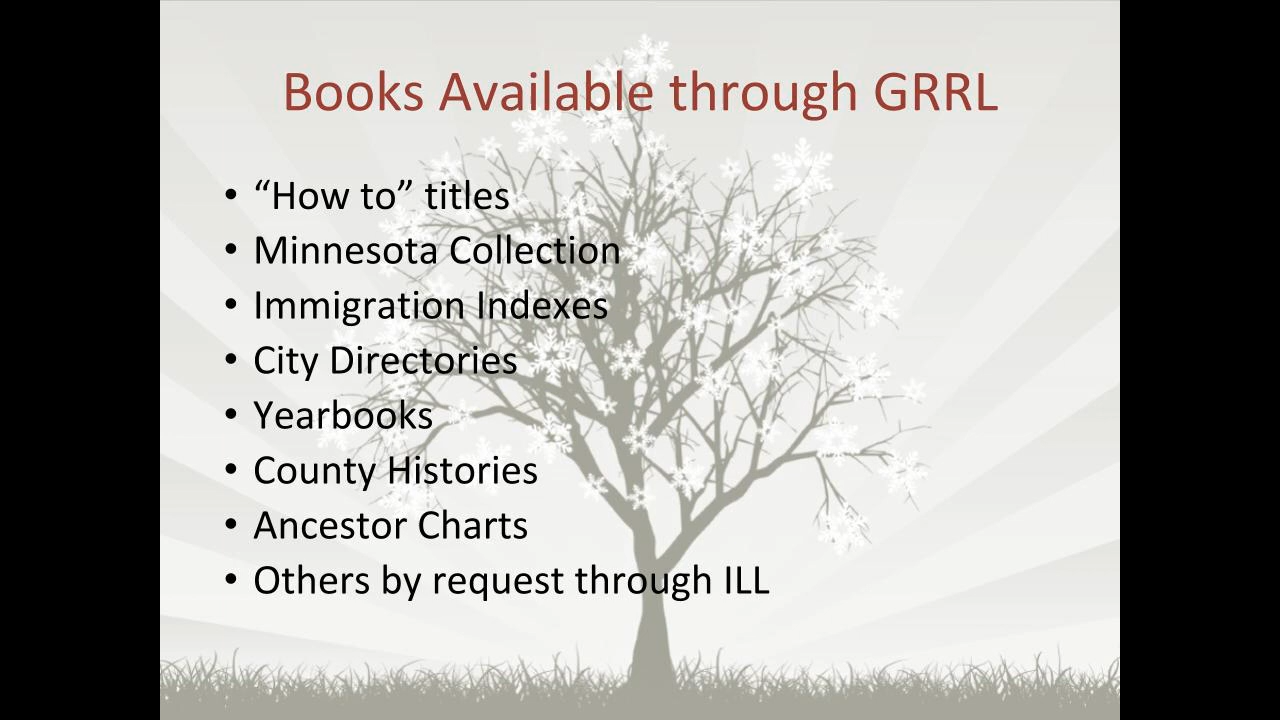 Books Available through GRRL
• “How to” titles
• Minnesota Collection
• Immigration Indexes
• City Directories
• Yearbooks
• County Histories
• Ancestor Charts
• Others by request through ILL